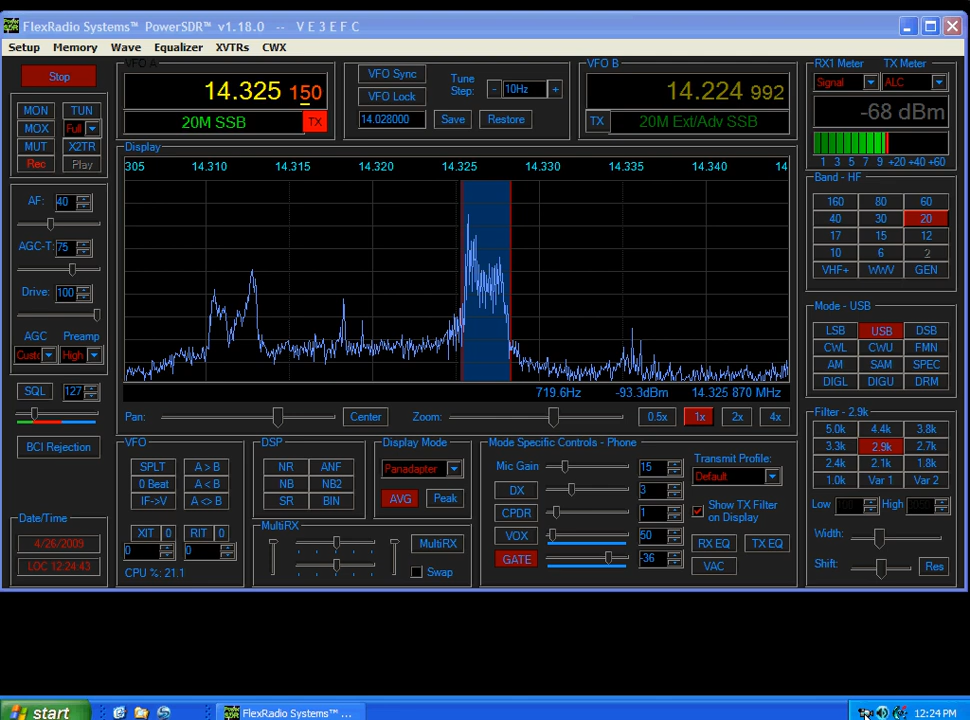 FlexRadio Systems™ PowerSDR™ v1.18.0 -- V E 3 E F C
Setup Memory Wave Equalizer XVTRs CWX
Stop
MON TUN
MOX Full
MUT X2TR
Rec Play
AF: 40
AGC-T: 75
Drive: 100
AGC Preamp
Custo High
SQL 127
BCI Rejection
Date/Time
4/26/2009
LOC 12:24:43
VFO A
14.325 150
20M SSB TX
VFO Sync
VFO Lock
14.028000 Save Restore
Tune
Step: - 10Hz +
VFO B
14.224 992
TX 20M Ext/Adv SSB
RX1 Meter TX Meter
Signal ALC
-68 dBm
1 3 5 7 9 +20 +40 +60
Display
305 14.310 14.315 14.320 14.325 14.330 14.335 14.340 14
719.6Hz -93.3dBm 14.325 870 MHz
Pan: Center Zoom: 0.5x 1x 2x 4x
Band - HF
160 80 60
40 30 20
17 15 12
10 6 2
VHF+ WWV GEN
Mode - USB
LSB USB DSB
CWL CWU FMN
AM SAM SPEC
DIGL DIGU DRM
Filter - 2.9k
5.0k 4.4k 3.8k
3.3k 2.9k 2.7k
2.4k 2.1k 1.8k
1.0k Var 1 Var 2
Low High
Width:
Shift: Res
VFO
SPLT A > B
0 Beat A < B
IF->V A <> B
XIT 0 RIT 0
0 0
CPU %: 21.1
DSP
NR ANF
NB NB2
SR BIN
Display Mode
Panadapter
AVG Peak
MultiRX
MultiRX
Swap
Mode Specific Controls - Phone
Mic Gain 15
DX 3
CPDR 1
VOX 50
GATE -36
Transmit Profile:
Default
Show TX Filter
on Display
RX EQ TX EQ
VAC
start FlexRadio Systems™ ... 12:24 PM